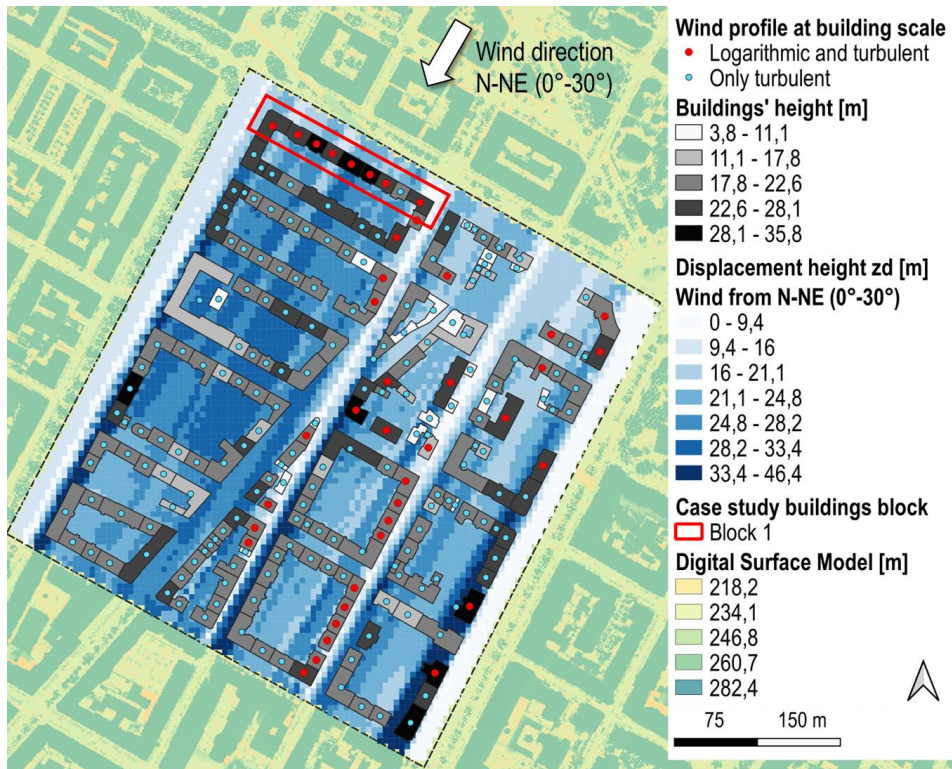 Wind direction
N-NE (0°-30°)
Wind profile at building scale
Logarithmic and turbulent
Only turbulent
Buildings' height [m]
3,8 - 11,1
11,1 - 17,8
17,8 - 22,6
22,6 - 28,1
28,1 - 35,8
Displacement height zd [m]
Wind from N-NE (0°-30°)
0 - 9,4
9,4 - 16
16 - 21,1
21,1 - 24,8
24,8 - 28,2
28,2 - 33,4
33,4 - 46,4
Case study buildings block
Block 1
Digital Surface Model [m]
218,2
234,1
246,8
260,7
282,4
75 150 m